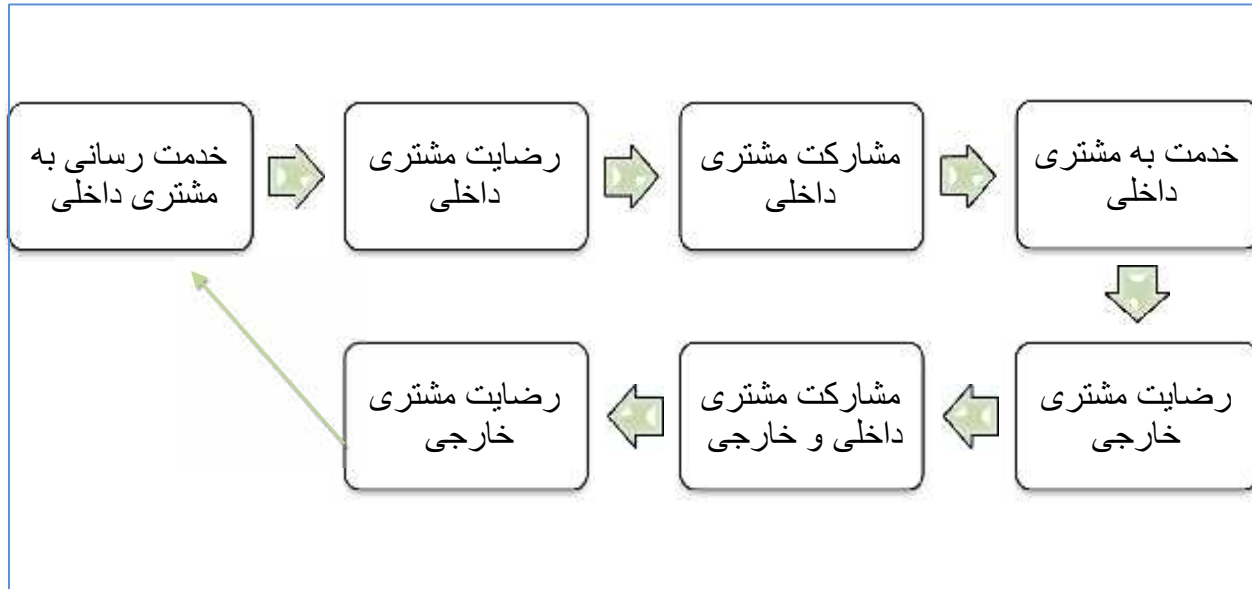 خدمت رسانی به
مشتری داخلی
رضایت مشتری
داخلی
مشارکت مشتری
داخلی
خدمت به مشتری
داخلی
رضایت مشتری
خارجی
مشارکت مشتری
داخلی و خارجی
رضایت مشتری
خارجی